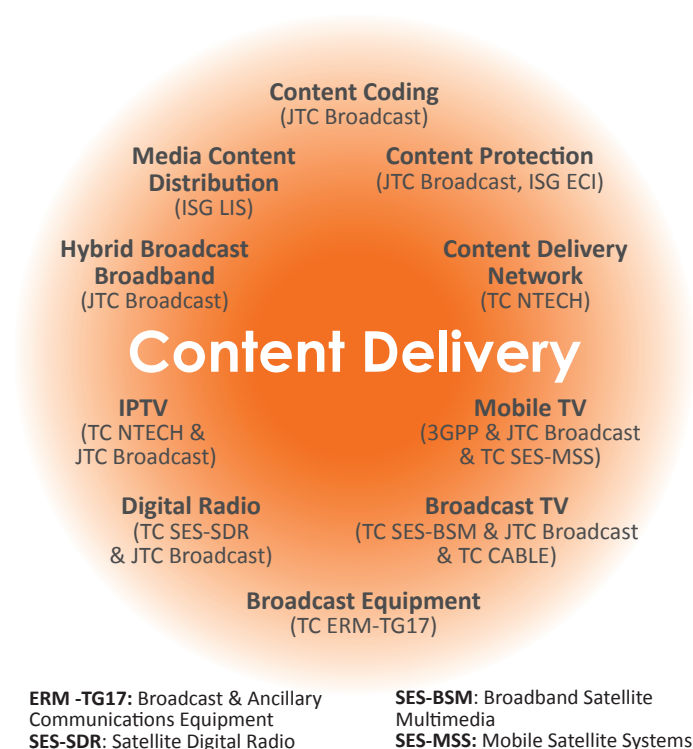 Content Coding
(JTC Broadcast)
Media Content
Distribution
(ISG LIS)
Content Protection
(JTC Broadcast, ISG ECI)
Hybrid Broadcast
Broadband
(JTC Broadcast)
Content Delivery
Network
(TC NTECH)
Content Delivery
IPTV
(TC NTECH &
JTC Broadcast)
Mobile TV
(3GPP & JTC Broadcast
& TC SES-MSS)
Digital Radio
(TC SES-SDR
& JTC Broadcast)
Broadcast TV
(TC SES-BSM & JTC Broadcast
& TC CABLE)
Broadcast Equipment
(TC ERM-TG17)
ERM -TG17: Broadcast & Ancillary
Communications Equipment
SES-SDR: Satellite Digital Radio
SES-BSM: Broadband Satellite
Multimedia
SES-MSS: Mobile Satellite Systems